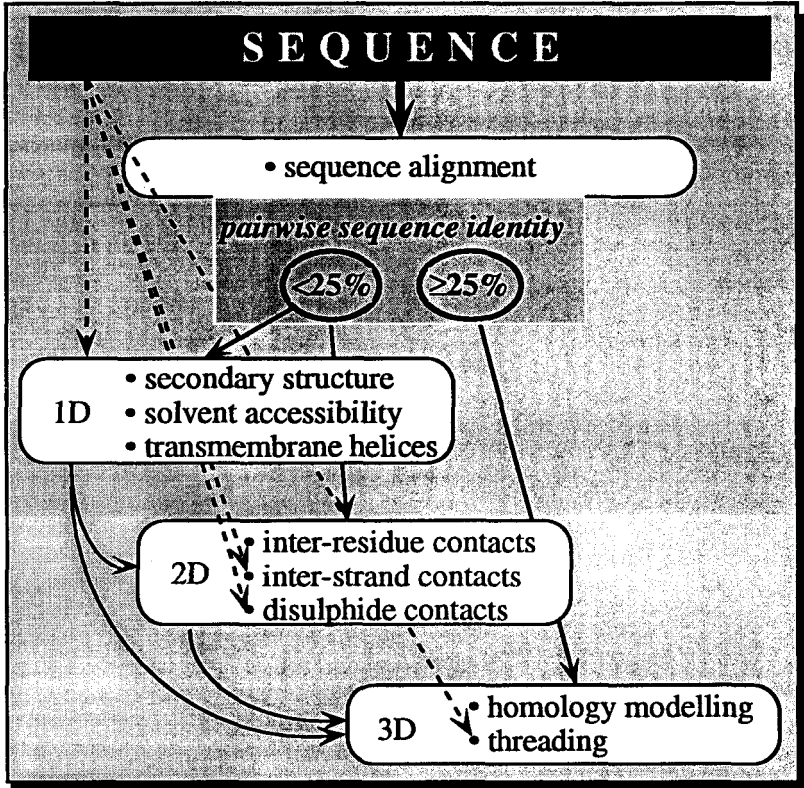 SEQUENCE
• sequence alignment
pairwise sequence identity
<25% ≥25%
1D
• secondary structure
• solvent accessibility
• transmembrane helices
2D
• inter-residue contacts
• inter-strand contacts
• disulphide contacts
3D
• homology modelling
• threading